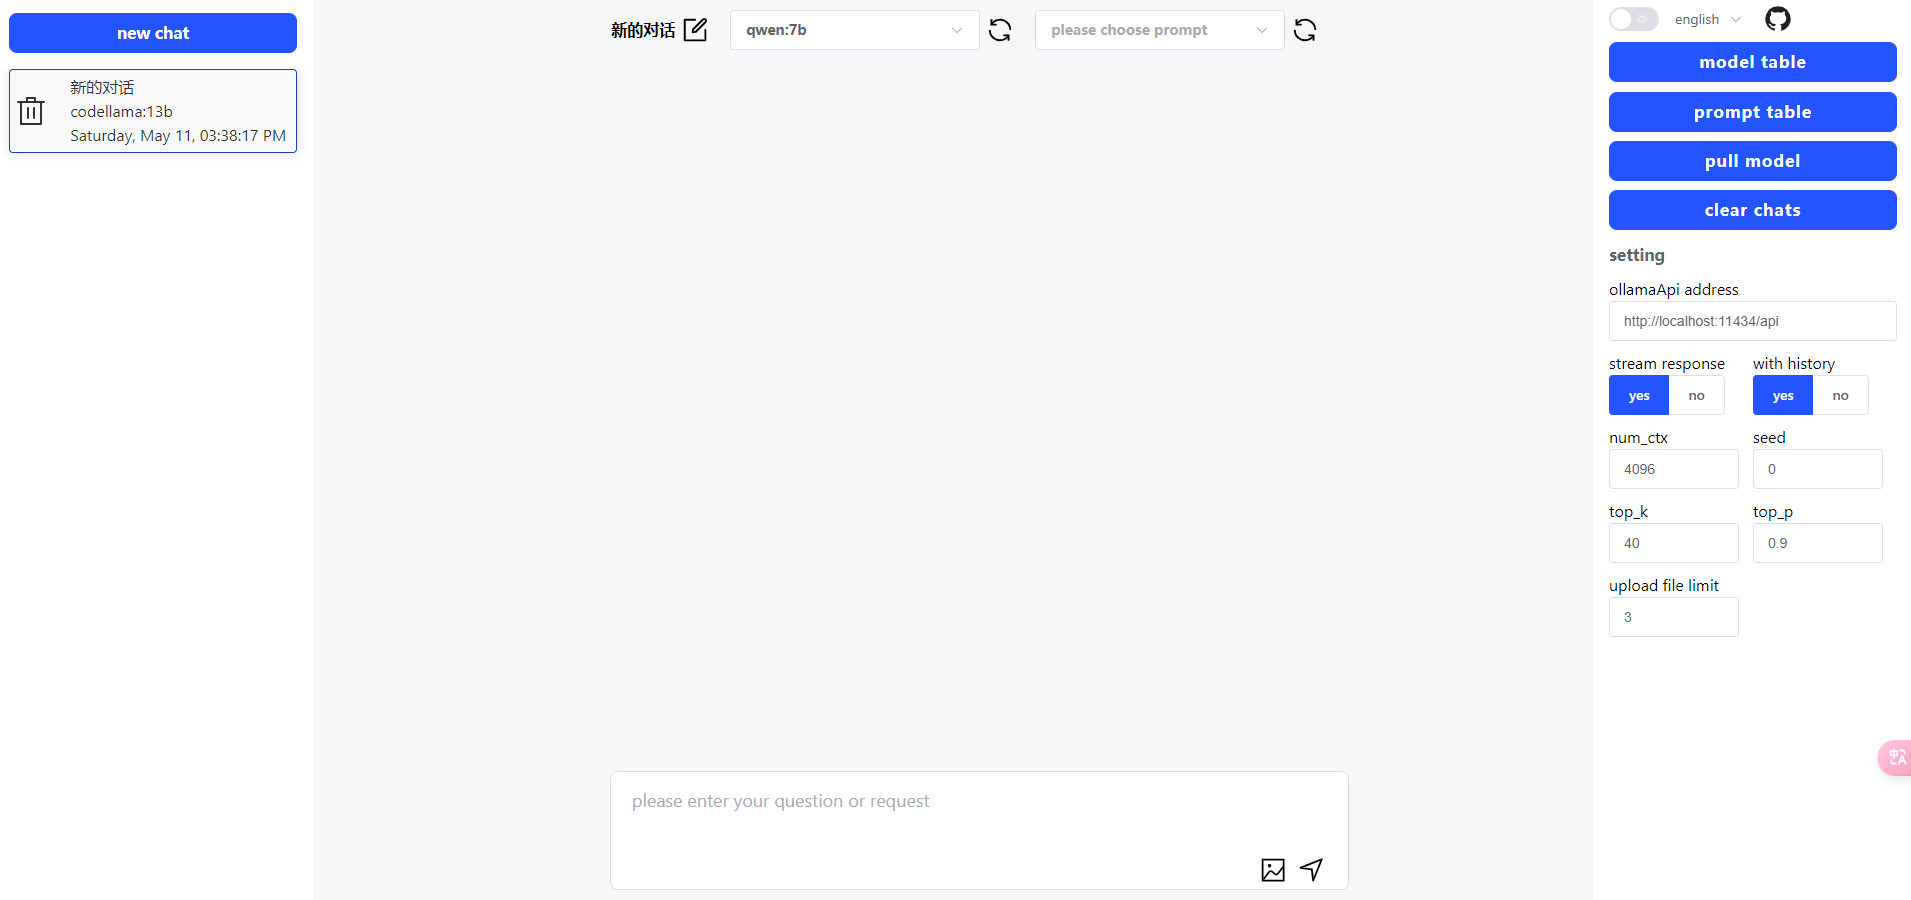 new chat
新的对话
codellama:13b
Saturday, May 11, 03:38:17 PM
新的对话
qwen:7b
please choose prompt
please enter your question or request
english
model table
prompt table
pull model
clear chats
setting
ollamaApi address
http://localhost:11434/api
stream response
with history
yes no
yes no
num_ctx
seed
4096
0
top_k
top_p
40
0.9
upload file limit
3
中 A